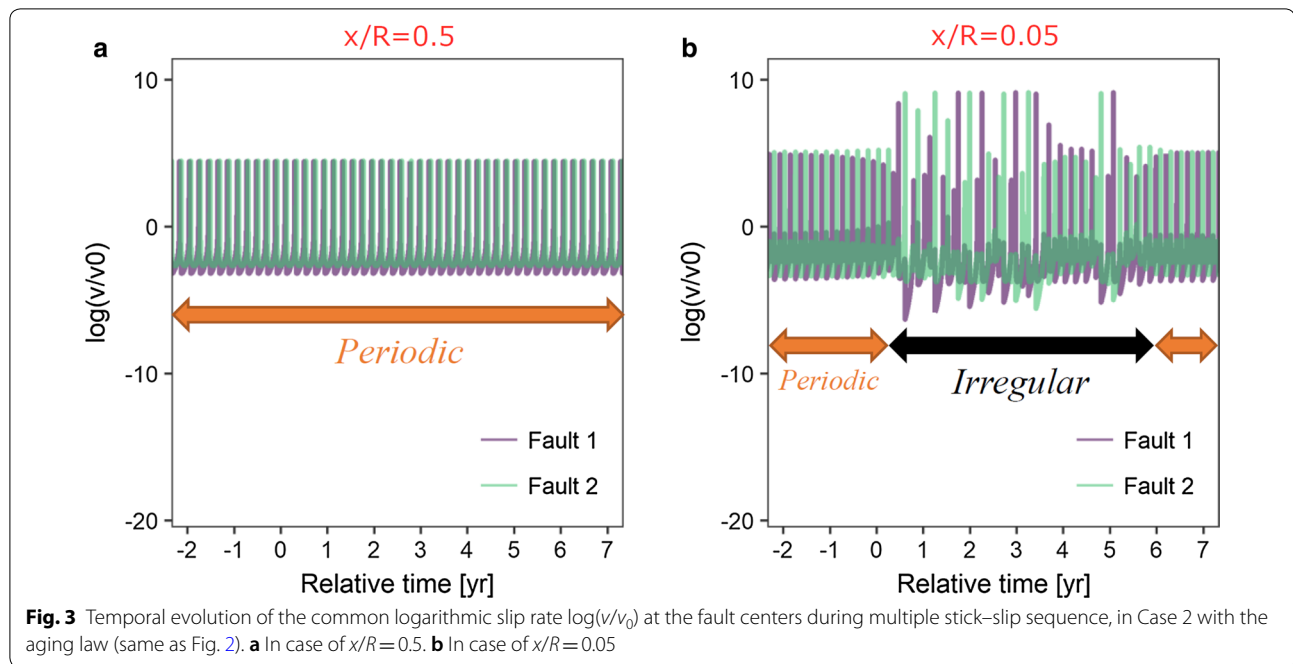 a
x/R=0.5
10
0
-10
-20
log(v/v0)
Periodic
Fault 1
Fault 2
-2 -1 0 1 2 3 4 5 6 7
Relative time [yr]
b
x/R=0.05
10
0
-10
-20
log(v/v0)
Periodic
Irregular
Fault 1
Fault 2
-2 -1 0 1 2 3 4 5 6 7
Relative time [yr]
Fig. 3 Temporal evolution of the common logarithmic slip rate log(v/v₀) at the fault centers during multiple stick–slip sequence, in Case 2 with the
aging law (same as Fig. 2). a In case of x/R = 0.5. b In case of x/R = 0.05